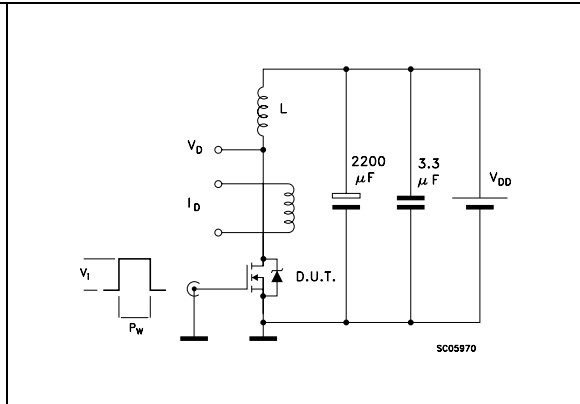 L
V_D
2200 μF
3.3 μF
V_DD
I_D
D.U.T.
V_i
P_W
SC05970